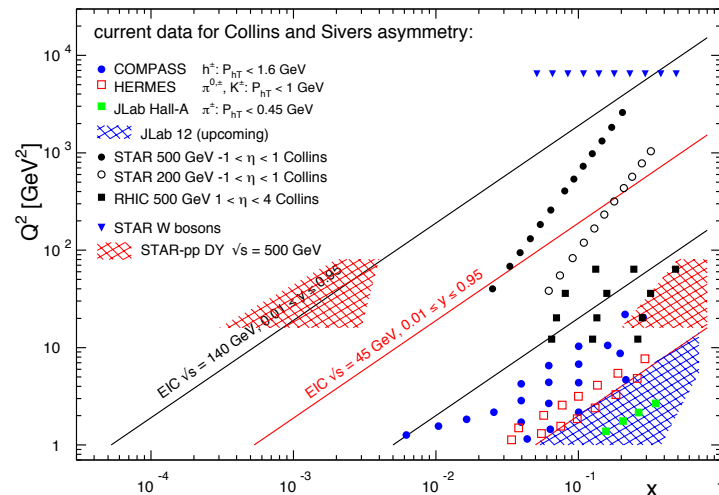 current data for Collins and Sivers asymmetry:
COMPASS h±: P_hT < 1.6 GeV
HERMES π^0,±, K±: P_hT < 1 GeV
JLab Hall-A π±: P_hT < 0.45 GeV
JLab 12 (upcoming)
STAR 500 GeV -1 < η < 1 Collins
STAR 200 GeV -1 < η < 1 Collins
RHIC 500 GeV 1 < η < 4 Collins
STAR W bosons
STAR-pp DY √s = 500 GeV
EIC √s = 140 GeV, 0.01 ≤ y ≤ 0.95
EIC √s = 45 GeV, 0.01 ≤ y ≤ 0.95
Q² [GeV²]
10⁴
10³
10²
10
1
10⁻⁴ 10⁻³ 10⁻² 10⁻¹ x